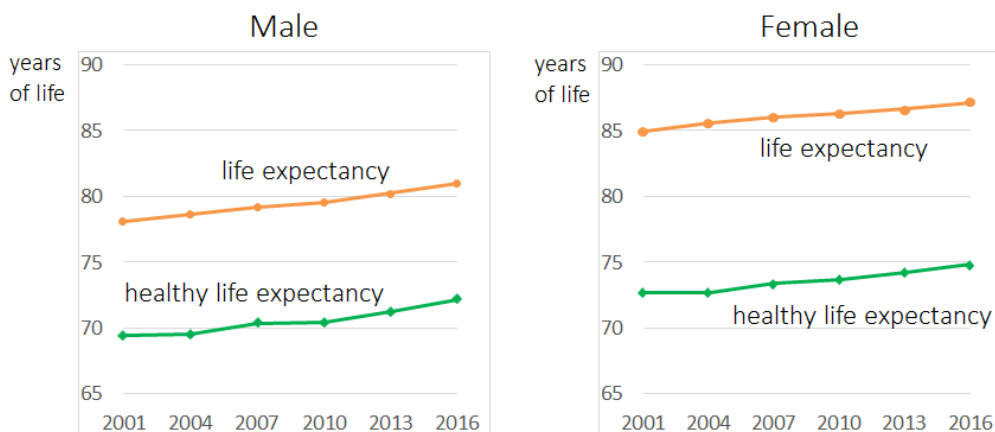 Male
years
of life
90
85
80
75
70
65
life expectancy
healthy life expectancy
2001 2004 2007 2010 2013 2016
Female
years
of life
90
85
80
75
70
65
life expectancy
healthy life expectancy
2001 2004 2007 2010 2013 2016